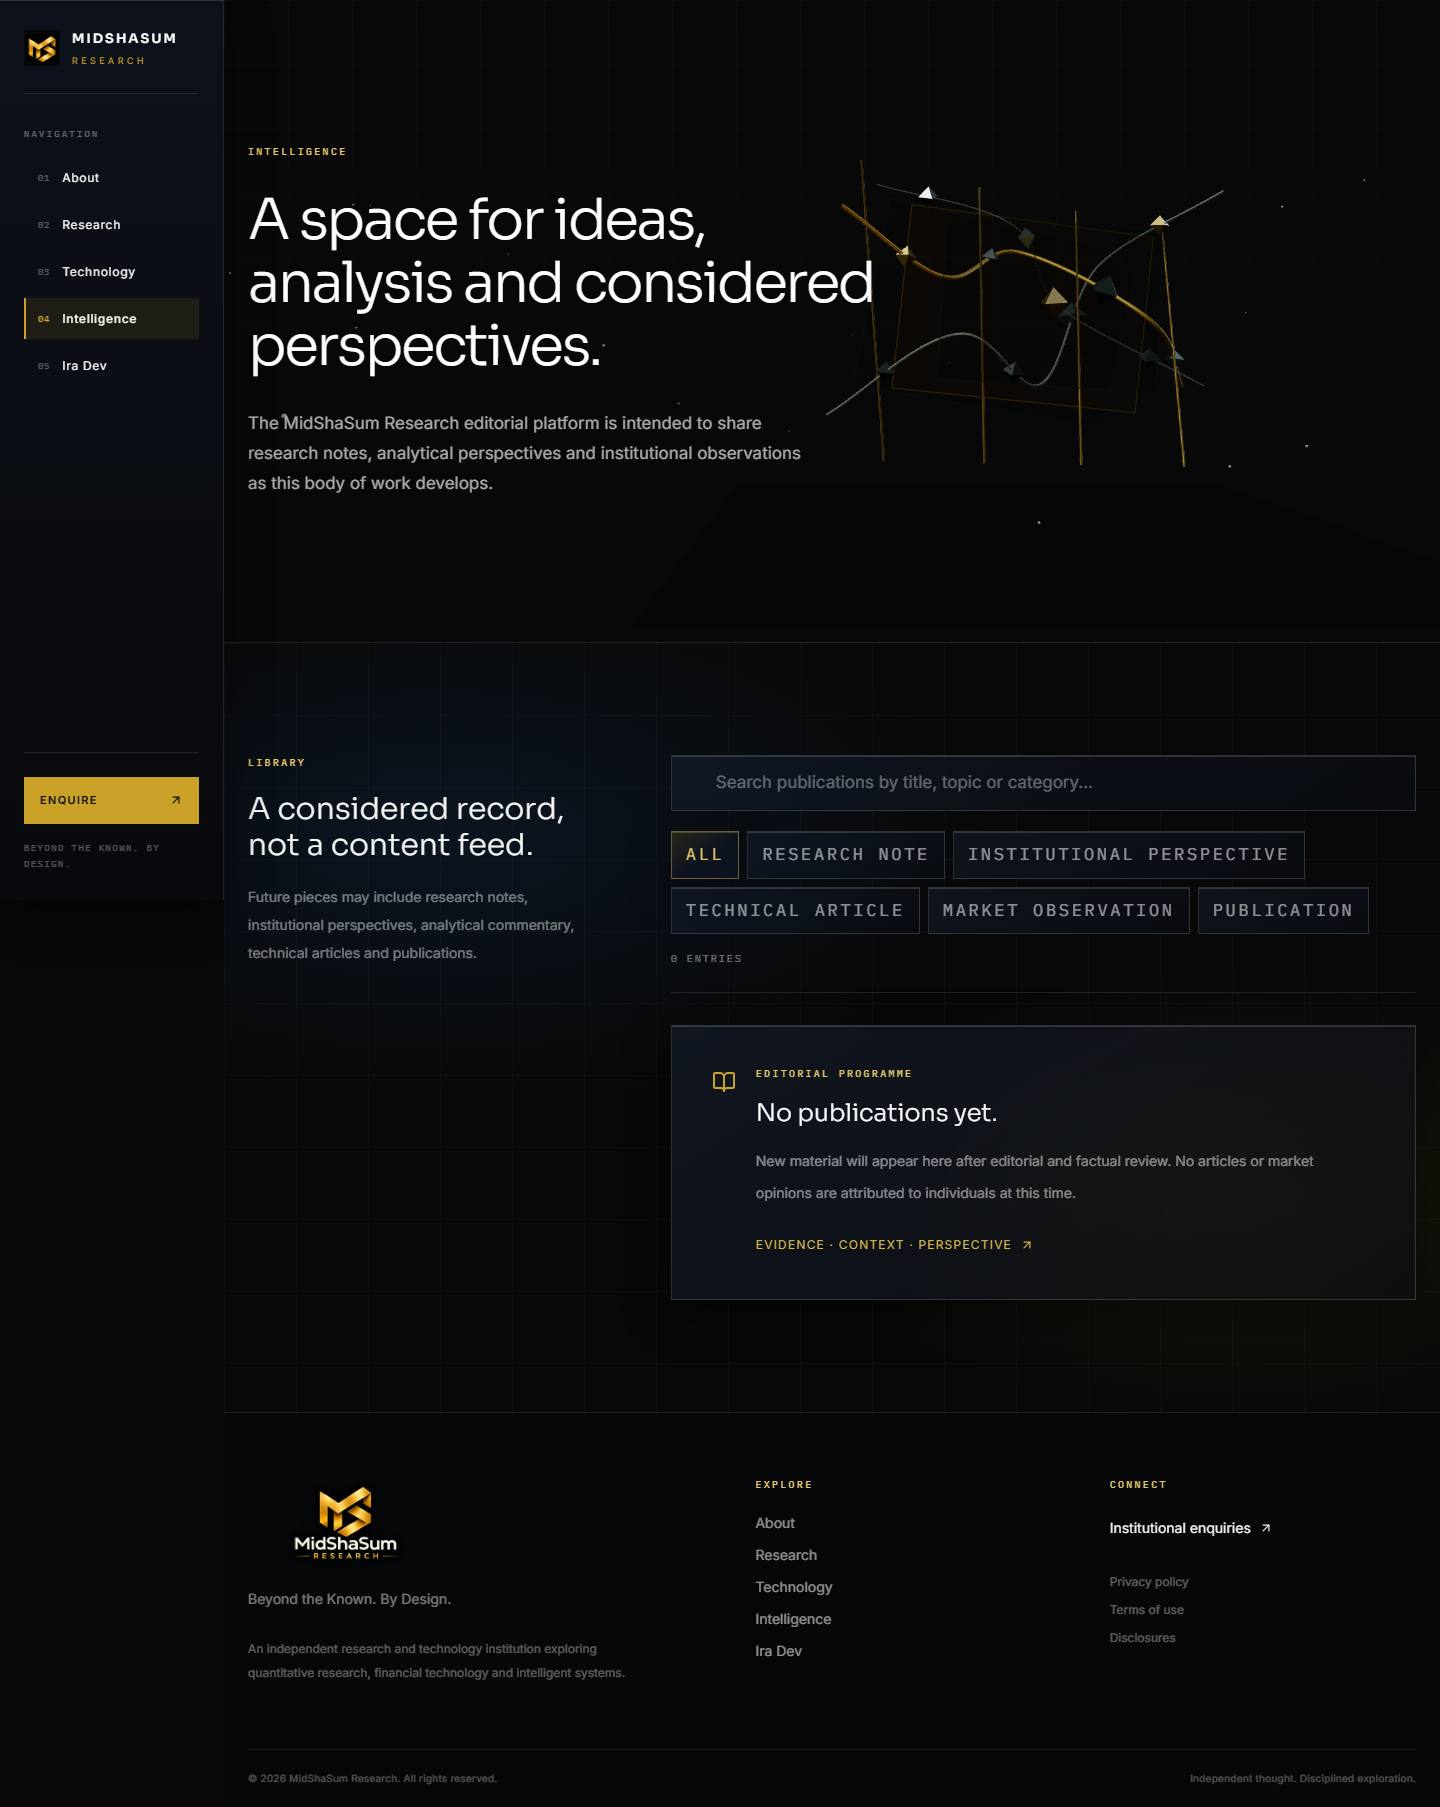 MIDSHASUM
RESEARCH
NAVIGATION
01 About
02 Research
03 Technology
04 Intelligence
05 Ira Dev
ENQUIRE
BEYOND THE KNOWN. BY
DESIGN.
INTELLIGENCE
A space for ideas,
analysis and considered
perspectives.
The MidShaSum Research editorial platform is intended to share
research notes, analytical perspectives and institutional observations
as this body of work develops.
LIBRARY
A considered record,
not a content feed.
Future pieces may include research notes,
institutional perspectives, analytical commentary,
technical articles and publications.
Search publications by title, topic or category...
ALL RESEARCH NOTE INSTITUTIONAL PERSPECTIVE
TECHNICAL ARTICLE MARKET OBSERVATION PUBLICATION
0 ENTRIES
EDITORIAL PROGRAMME
No publications yet.
New material will appear here after editorial and factual review. No articles or market
opinions are attributed to individuals at this time.
EVIDENCE · CONTEXT · PERSPECTIVE
MidShaSum
RESEARCH
Beyond the Known. By Design.
An independent research and technology institution exploring
quantitative research, financial technology and intelligent systems.
EXPLORE
About
Research
Technology
Intelligence
Ira Dev
CONNECT
Institutional enquiries
Privacy policy
Terms of use
Disclosures
© 2026 MidShaSum Research. All rights reserved.
Independent thought. Disciplined exploration.